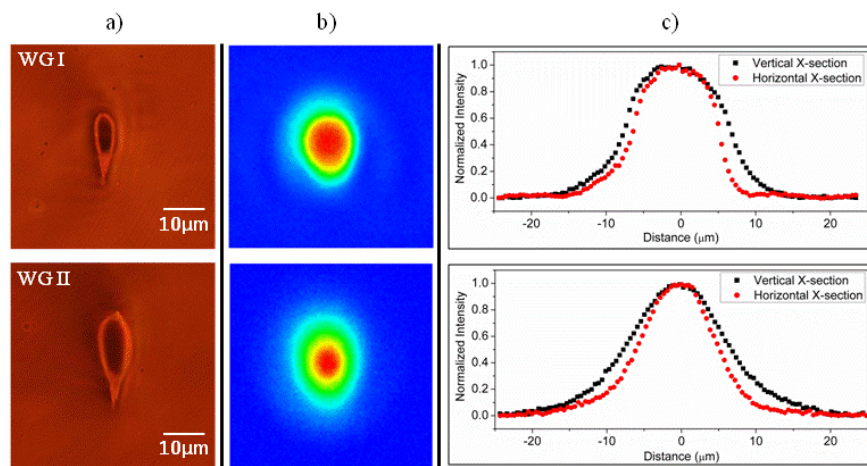 a)
b)
c)
WG I
10μm
Normalized Intensity
1.0
0.8
0.6
0.4
0.2
0.0
Vertical X-section
Horizontal X-section
-20
-10
0
10
20
Distance (μm)
WG II
10μm
Normalized Intensity
1.0
0.8
0.6
0.4
0.2
0.0
Vertical X-section
Horizontal X-section
-20
-10
0
10
20
Distance (μm)